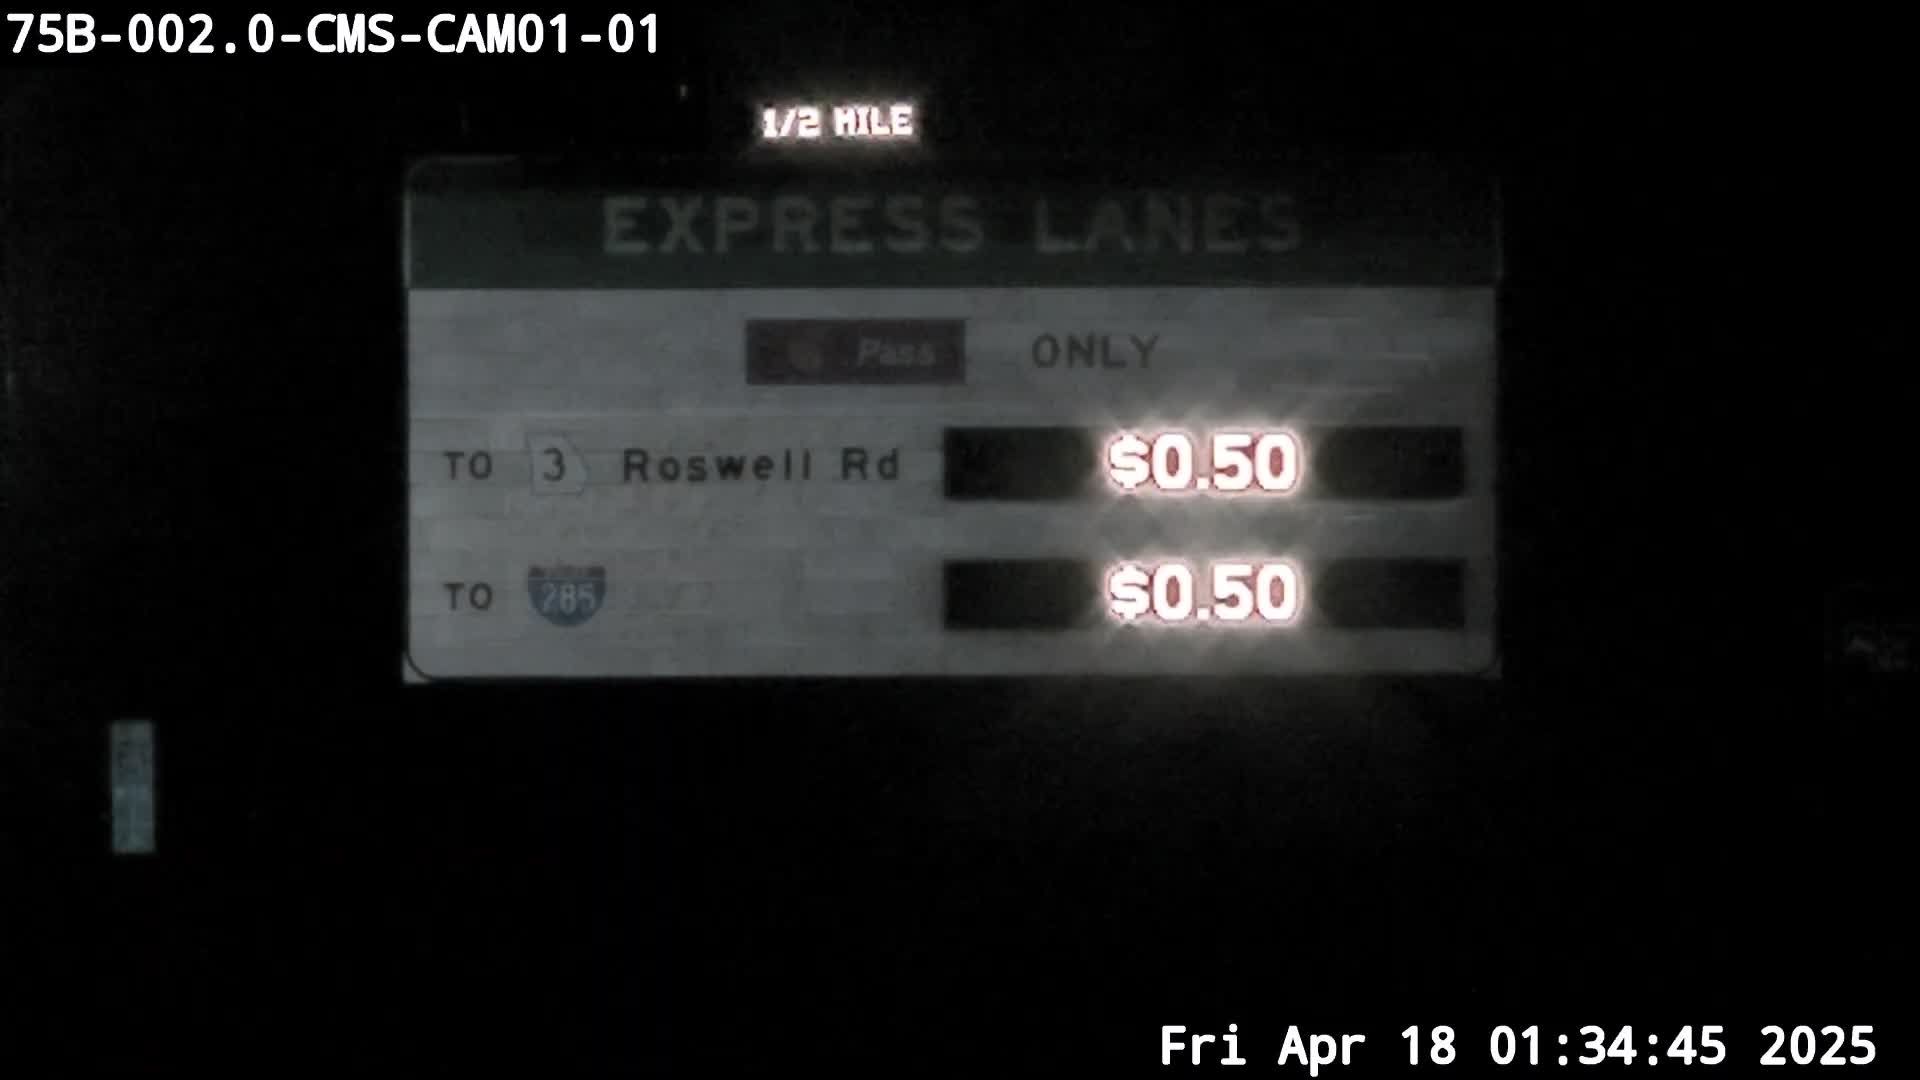 75B-002.0-CMS-CAM01-01
1/2 MILE
EXPRESS LANES
Pass ONLY
TO 3 Roswell Rd $0.50
TO 285 $0.50
Fri Apr 18 01:34:45 2025